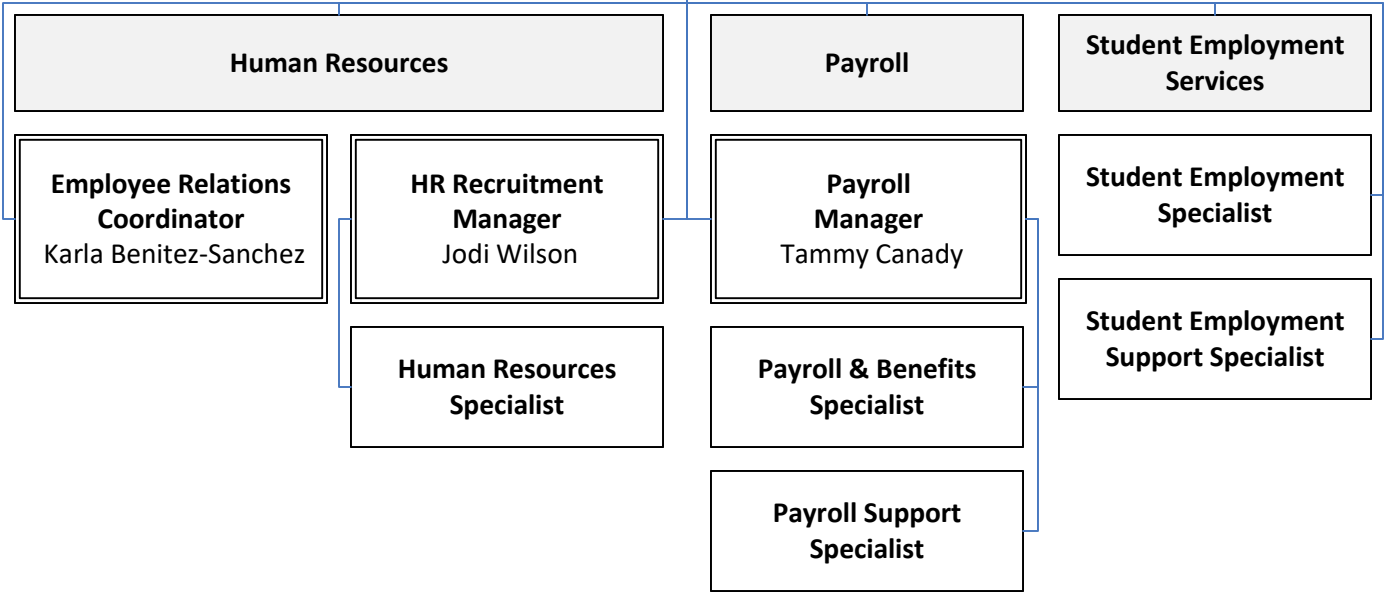 Human Resources
Payroll
Student Employment
Services
Employee Relations
Coordinator
Karla Benitez-Sanchez
HR Recruitment
Manager
Jodi Wilson
Payroll
Manager
Tammy Canady
Student Employment
Specialist
Student Employment
Support Specialist
Human Resources
Specialist
Payroll & Benefits
Specialist
Payroll Support
Specialist